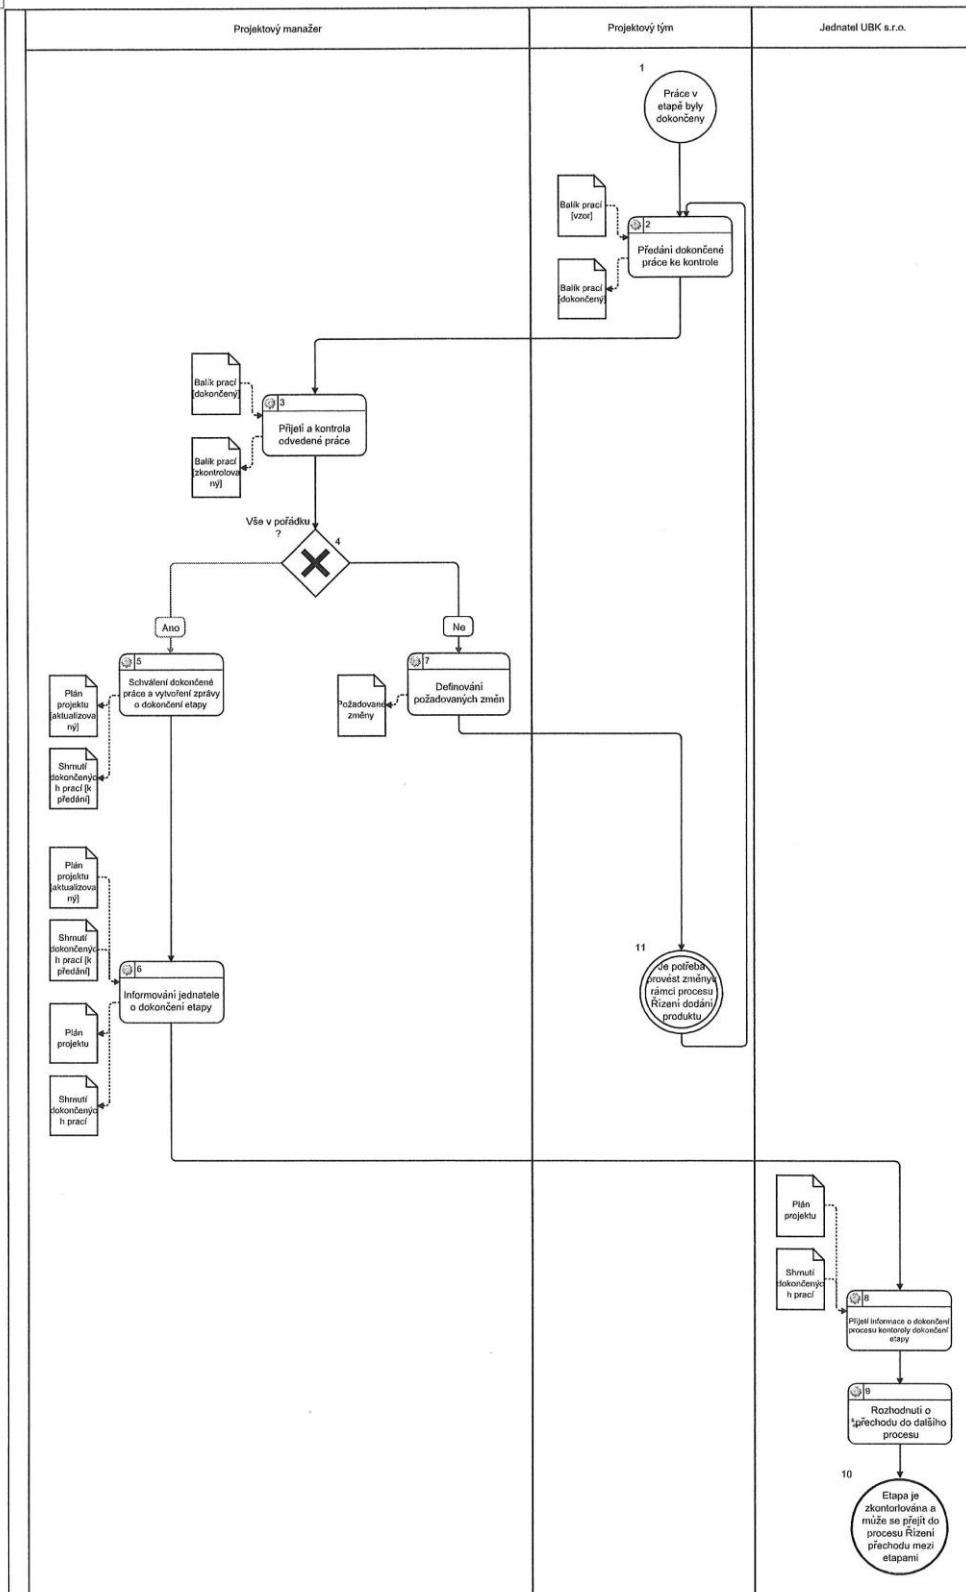 Projektový manažer
Projektový tým
Jednatel UBK s.r.o.
1
Práce v
etapě byly
dokončeny
Balík prací
[vzor]
2
Předání dokončené
práce ke kontrole
Balík prací
[dokončený]
Balík prací
[dokončený]
3
Přijetí a kontrola
odvedené práce
Balík prací
[zkontrolova
ný]
Vše v pořádku
?
4
Ano
Ne
5
Schválení dokončené
práce a vytvoření zprávy
o dokončení etapy
7
Definování
požadovaných změn
Plán
projektu
[aktualizova
ný]
Požadované
změny
Shrnutí
dokončenýc
h prací [k
předání]
Plán
projektu
[aktualizova
ný]
Shrnutí
dokončenýc
h prací [k
předání]
6
Informování jednatele
o dokončení etapy
11
Je potřeba
provést změny v
rámci procesu
Řízení dodání
produktu
Plán
projektu
Shrnutí
dokončenýc
h prací
Plán
projektu
Shrnutí
dokončenýc
h prací
8
Přijetí informace o dokončení
procesu kontoroly dokončení
etapy
9
Rozhodnutí o
přechodu do dalšího
procesu
10
Etapa je
zkontorlována a
může se přejít do
procesu Řízení
přechodu mezi
etapami